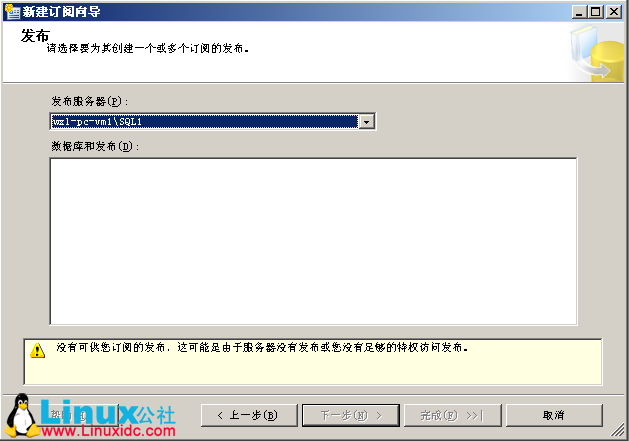 新建订阅向导
发布
请选择要为其创建一个或多个订阅的发布。
发布服务器(P):
wzl-pc-vm1\SQL1
数据库和发布(D):
没有可供您订阅的发布，这可能是由于服务器没有发布或您没有足够的特权访问发布。
< 上一步(B)
下一步(N) >
完成(F) >>|
取消
Linux公社
www.Linuxidc.com